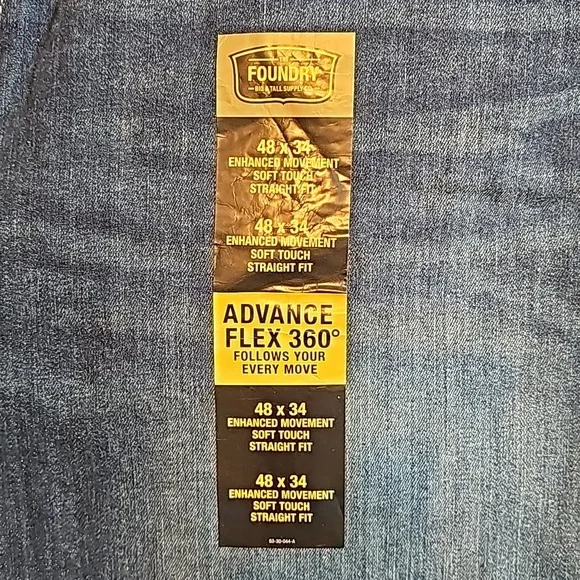 THE
FOUNDRY
BIG & TALL SUPPLY CO.
48 x 34
ENHANCED MOVEMENT
SOFT TOUCH
STRAIGHT FIT
48 x 34
ENHANCED MOVEMENT
SOFT TOUCH
STRAIGHT FIT
ADVANCE
FLEX 360°
FOLLOWS YOUR
EVERY MOVE
48 x 34
ENHANCED MOVEMENT
SOFT TOUCH
STRAIGHT FIT
48 x 34
ENHANCED MOVEMENT
SOFT TOUCH
STRAIGHT FIT